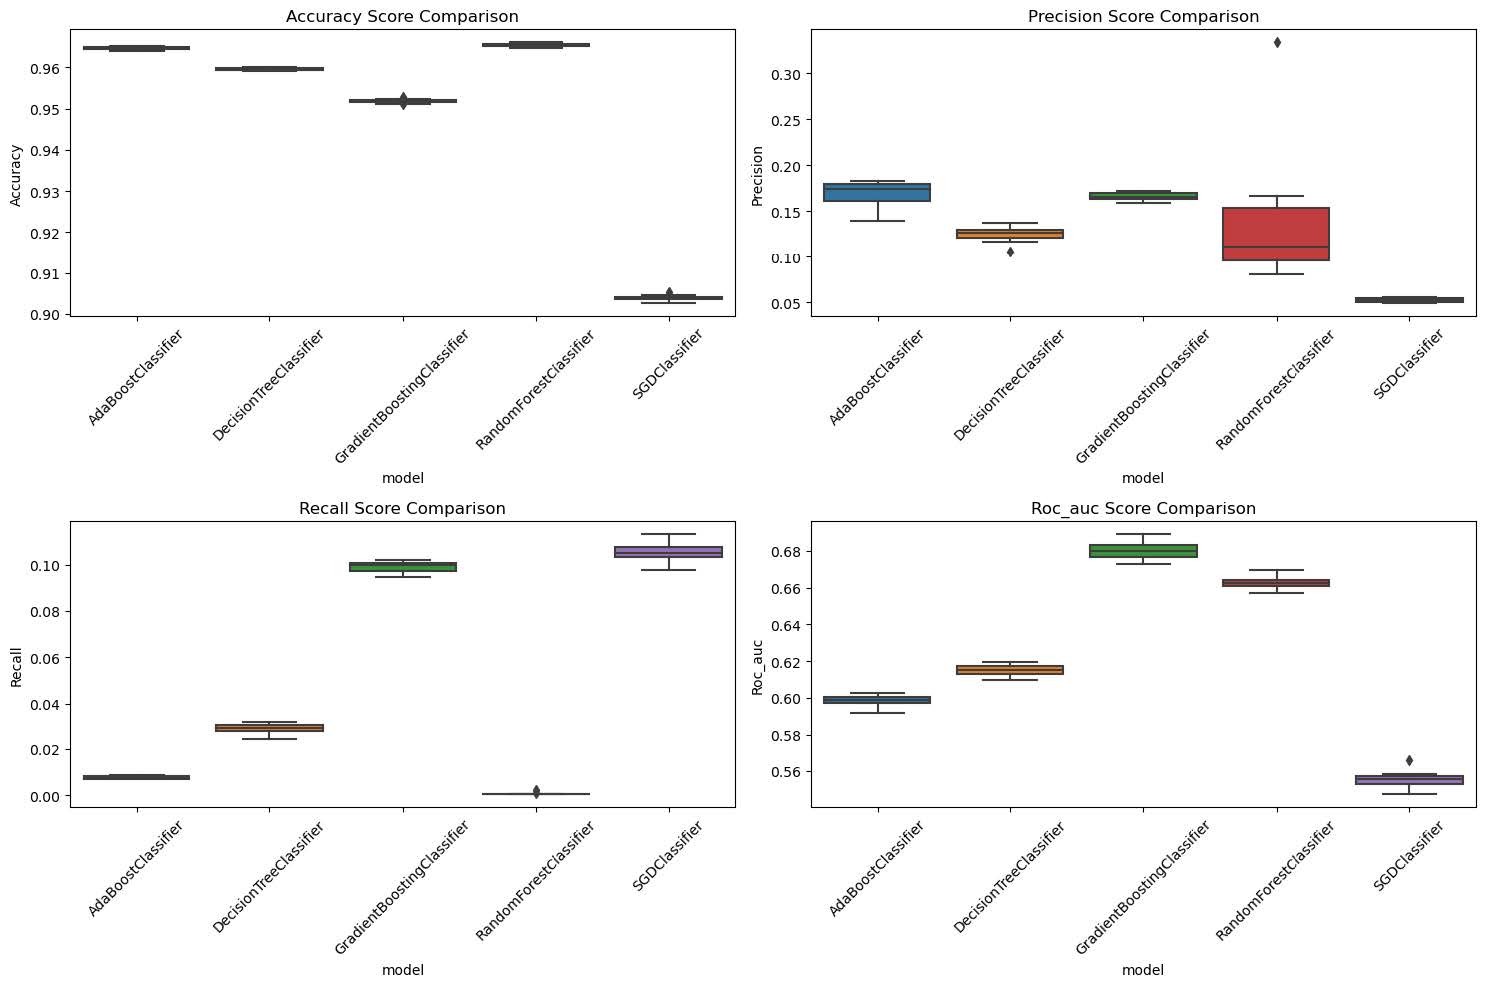 Accuracy Score Comparison
Accuracy
0.96
0.95
0.94
0.93
0.92
0.91
0.90
AdaBoostClassifier
DecisionTreeClassifier
GradientBoostingClassifier
RandomForestClassifier
SGDClassifier
model
Precision Score Comparison
Precision
0.30
0.25
0.20
0.15
0.10
0.05
AdaBoostClassifier
DecisionTreeClassifier
GradientBoostingClassifier
RandomForestClassifier
SGDClassifier
model
Recall Score Comparison
Recall
0.10
0.08
0.06
0.04
0.02
0.00
AdaBoostClassifier
DecisionTreeClassifier
GradientBoostingClassifier
RandomForestClassifier
SGDClassifier
model
Roc_auc Score Comparison
Roc_auc
0.68
0.66
0.64
0.62
0.60
0.58
0.56
AdaBoostClassifier
DecisionTreeClassifier
GradientBoostingClassifier
RandomForestClassifier
SGDClassifier
model